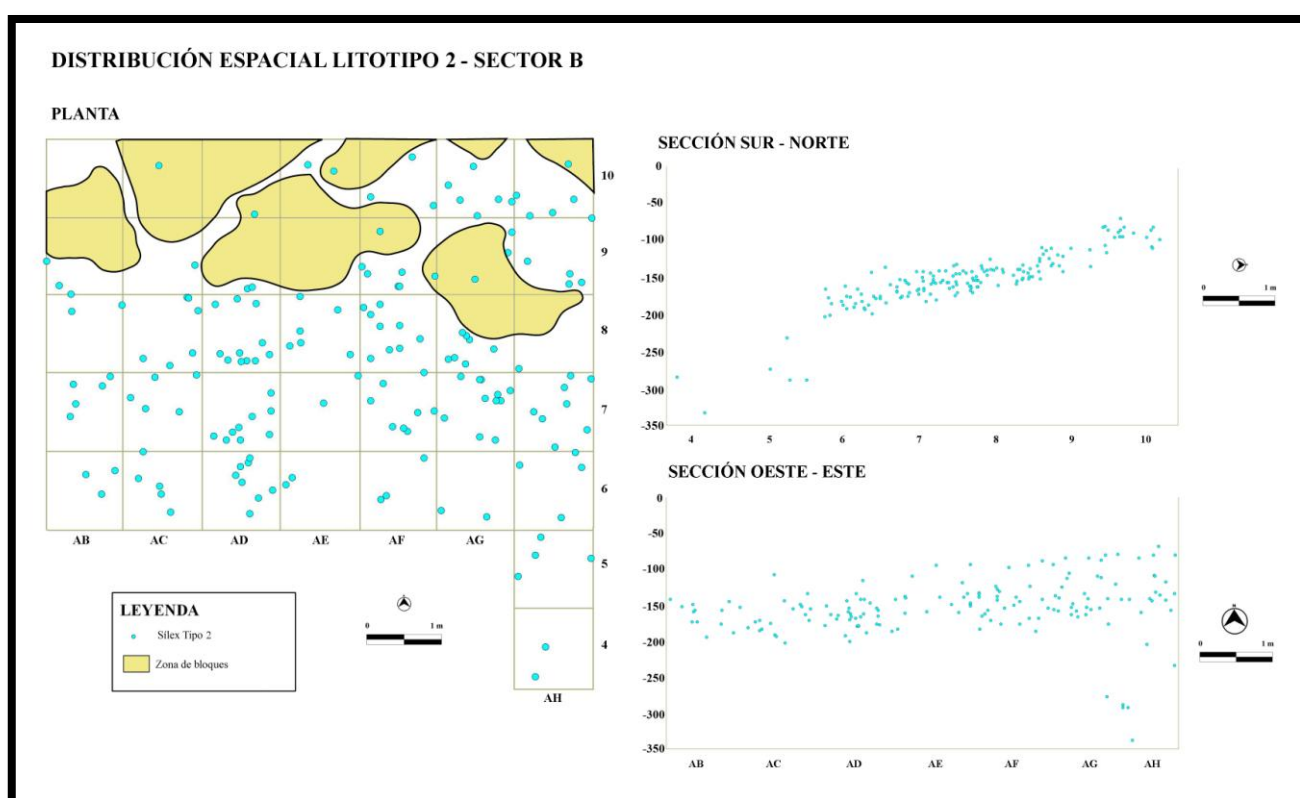 DISTRIBUCIÓN ESPACIAL LITOTIPO 2 - SECTOR B
PLANTA
10
9
8
7
6
5
4
AB
AC
AD
AE
AF
AG
AH
LEYENDA
Sílex Tipo 2
Zona de bloques
1 m
SECCIÓN SUR - NORTE
-0
-50
-100
-150
-200
-250
-300
-350
4
5
6
7
8
9
10
1 m
SECCIÓN OESTE - ESTE
-0
-50
-100
-150
-200
-250
-300
-350
AB
AC
AD
AE
AF
AG
AH
1 m